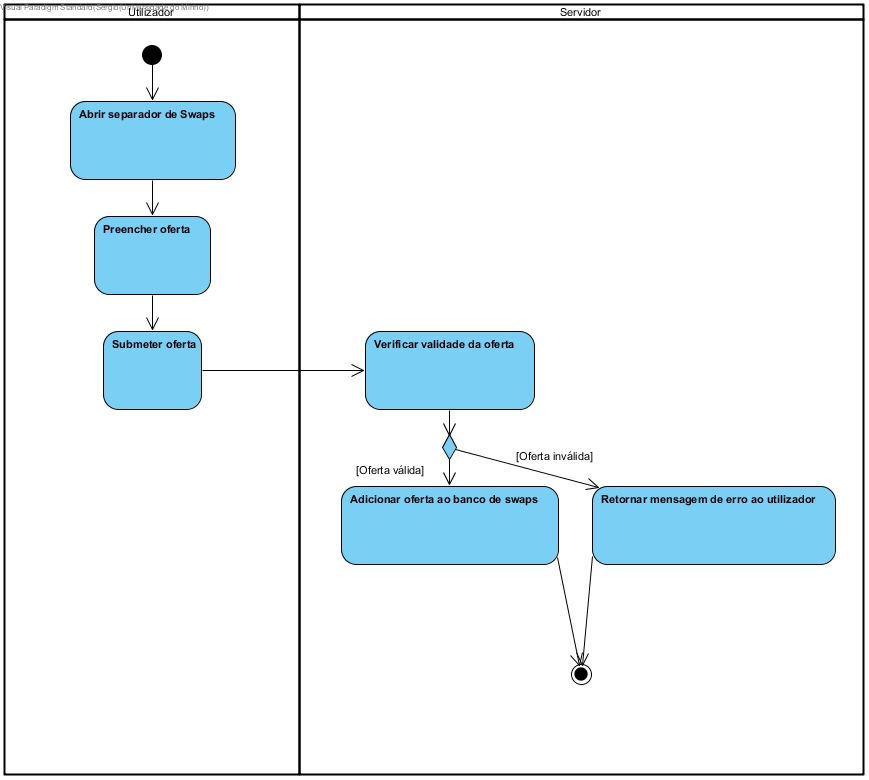 Visual Paradigm Standard(Sergio(Universidade do Minho))
Utilizador
Servidor
Abrir separador de Swaps
Preencher oferta
Submeter oferta
Verificar validade da oferta
[Oferta inválida]
[Oferta válida]
Adicionar oferta ao banco de swaps
Retornar mensagem de erro ao utilizador